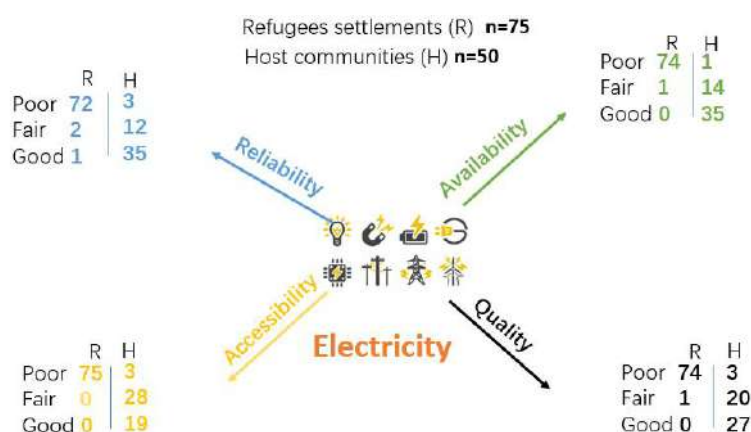 Refugees settlements (R) n=75
Host communities (H) n=50
R H
Poor 72 3
Fair 2 12
Good 1 35
Reliability
R H
Poor 74 1
Fair 1 14
Good 0 35
Availability
Accessibility
R H
Poor 75 3
Fair 0 28
Good 0 19
Electricity
Quality
R H
Poor 74 3
Fair 1 20
Good 0 27